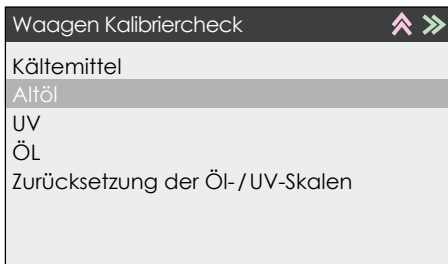 Waagen Kalibriercheck
Kältemittel
Altöl
UV
ÖL
Zurücksetzung der Öl-/UV-Skalen